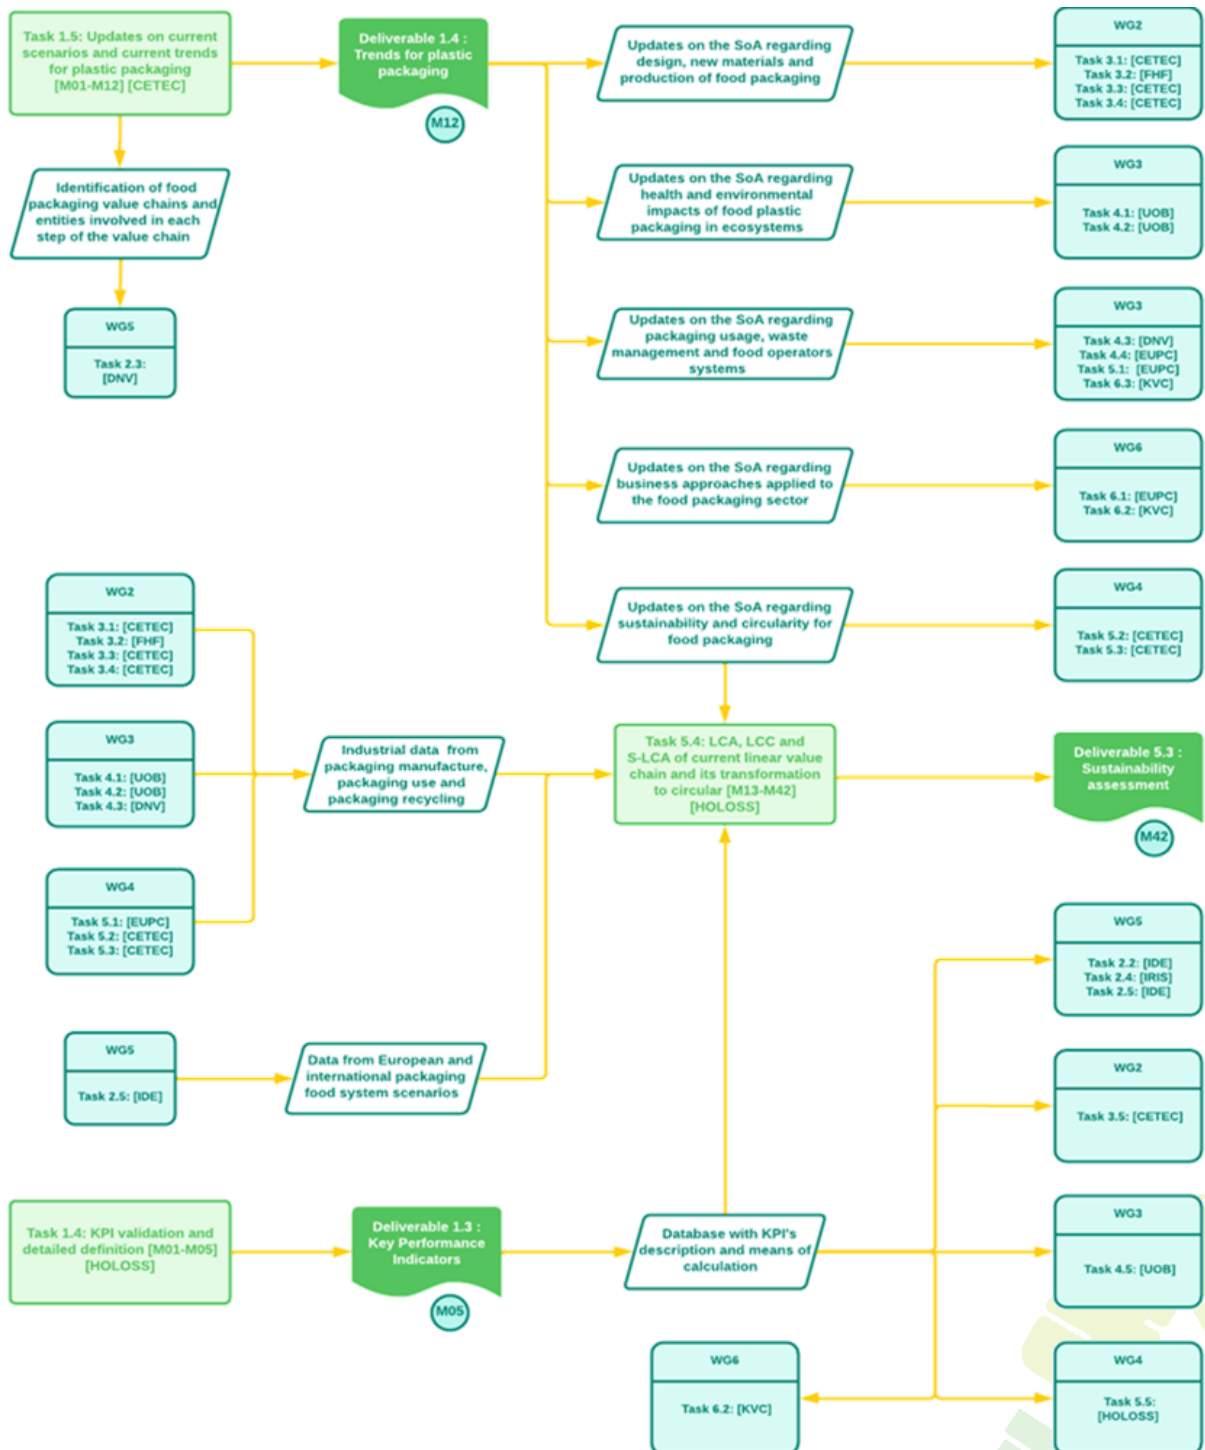 Task 1.5: Updates on current
scenarios and current trends
for plastic packaging
[M01-M12] [CETEC]
Deliverable 1.4 :
Trends for plastic
packaging
M12
Updates on the SoA regarding
design, new materials and
production of food packaging
WG2
Task 3.1: [CETEC]
Task 3.2: [FHF]
Task 3.3: [CETEC]
Task 3.4: [CETEC]
Identification of food
packaging value chains and
entities involved in each
step of the value chain
Updates on the SoA regarding
health and environmental
impacts of food plastic
packaging in ecosystems
WG3
Task 4.1: [UOB]
Task 4.2: [UOB]
WG5
Task 2.3:
[DNV]
Updates on the SoA regarding
packaging usage, waste
management and food operators
systems
WG3
Task 4.3: [DNV]
Task 4.4: [EUPC]
Task 5.1: [EUPC]
Task 6.3: [KVC]
Updates on the SoA regarding
business approaches applied to
the food packaging sector
WG6
Task 6.1: [EUPC]
Task 6.2: [KVC]
Updates on the SoA regarding
sustainability and circularity for
food packaging
WG4
Task 5.2: [CETEC]
Task 5.3: [CETEC]
WG2
Task 3.1: [CETEC]
Task 3.2: [FHF]
Task 3.3: [CETEC]
Task 3.4: [CETEC]
WG3
Task 4.1: [UOB]
Task 4.2: [UOB]
Task 4.3: [DNV]
WG4
Task 5.1: [EUPC]
Task 5.2: [CETEC]
Task 5.3: [CETEC]
Industrial data from
packaging manufacture,
packaging use and
packaging recycling
Task 5.4: LCA, LCC and
S-LCA of current linear value
chain and its transformation
to circular [M13-M42]
[HOLOSS]
Deliverable 5.3 :
Sustainability
assessment
M42
WG5
Task 2.5: [IDE]
Data from European and
international packaging
food system scenarios
WG5
Task 2.2: [IDE]
Task 2.4: [IRIS]
Task 2.5: [IDE]
WG2
Task 3.5: [CETEC]
Task 1.4: KPI validation and
detailed definition [M01-M05]
[HOLOSS]
Deliverable 1.3 :
Key Performance
Indicators
M05
Database with KPI's
description and means of
calculation
WG3
Task 4.5: [UOB]
WG6
Task 6.2: [KVC]
WG4
Task 5.5:
[HOLOSS]